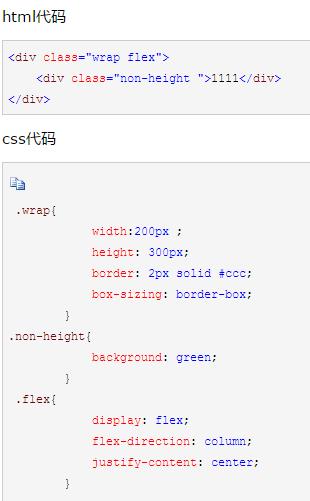 html代码
<div class="wrap flex">
    <div class="non-height ">1111</div>
</div>
css代码
.wrap{
            width:200px ;
            height: 300px;
            border: 2px solid #ccc;
            box-sizing: border-box;
        }
.non-height{
            background: green;
        }
 .flex{
            display: flex;
            flex-direction: column;
            justify-content: center;
        }